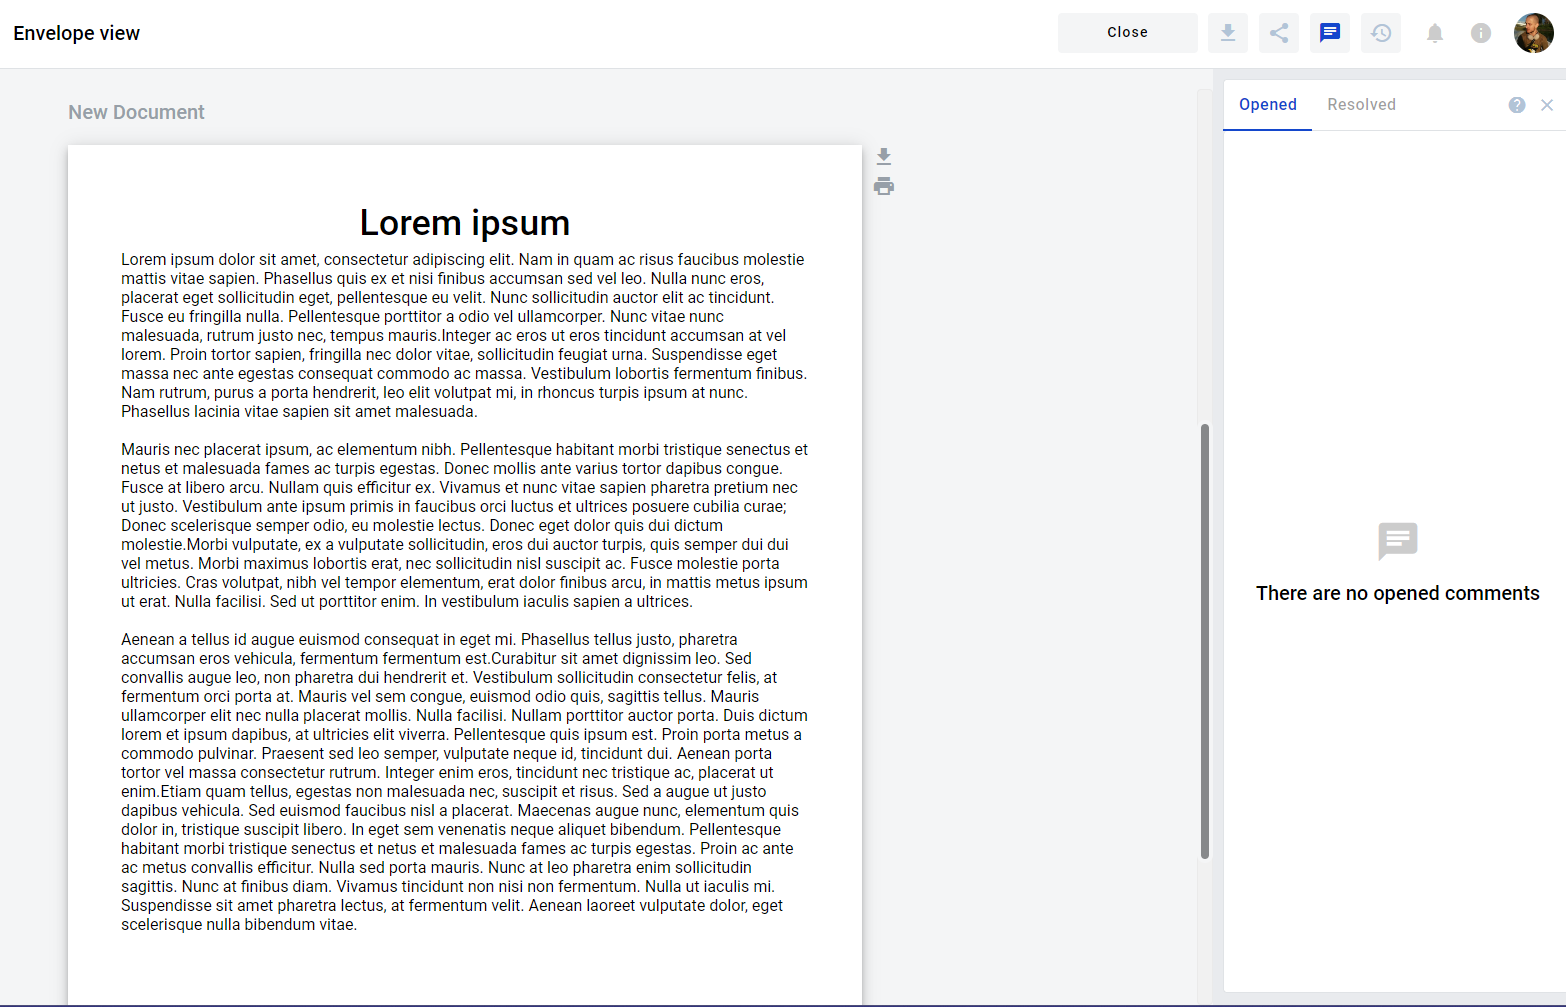 Envelope view
Close
New Document
Opened
Resolved
Lorem ipsum
Lorem ipsum dolor sit amet, consectetur adipiscing elit. Nam in quam ac risus faucibus molestie
mattis vitae sapien. Phasellus quis ex et nisi finibus accumsan sed vel leo. Nulla nunc eros,
placerat eget sollicitudin eget, pellentesque eu velit. Nunc sollicitudin auctor elit ac tincidunt.
Fusce eu fringilla nulla. Pellentesque porttitor a odio vel ullamcorper. Nunc vitae nunc
malesuada, rutrum justo nec, tempus mauris.Integer ac eros ut eros tincidunt accumsan at vel
lorem. Proin tortor sapien, fringilla nec dolor vitae, sollicitudin feugiat urna. Suspendisse eget
massa nec ante egestas consequat commodo ac massa. Vestibulum lobortis fermentum finibus.
Nam rutrum, purus a porta hendrerit, leo elit volutpat mi, in rhoncus turpis ipsum at nunc.
Phasellus lacinia vitae sapien sit amet malesuada.
Mauris nec placerat ipsum, ac elementum nibh. Pellentesque habitant morbi tristique senectus et
netus et malesuada fames ac turpis egestas. Donec mollis ante varius tortor dapibus congue.
Fusce at libero arcu. Nullam quis efficitur ex. Vivamus et nunc vitae sapien pharetra pretium nec
ut justo. Vestibulum ante ipsum primis in faucibus orci luctus et ultrices posuere cubilia curae;
Donec scelerisque semper odio, eu molestie lectus. Donec eget dolor quis dui dictum
molestie.Morbi vulputate, ex a vulputate sollicitudin, eros dui auctor turpis, quis semper dui dui
vel metus. Morbi maximus lobortis erat, nec sollicitudin nisl suscipit ac. Fusce molestie porta
ultricies. Cras volutpat, nibh vel tempor elementum, erat dolor finibus arcu, in mattis metus ipsum
ut erat. Nulla facilisi. Sed ut porttitor enim. In vestibulum iaculis sapien a ultrices.
Aenean a tellus id augue euismod consequat in eget mi. Phasellus tellus justo, pharetra
accumsan eros vehicula, fermentum fermentum est.Curabitur sit amet dignissim leo. Sed
convallis augue leo, non pharetra dui hendrerit et. Vestibulum sollicitudin consectetur felis, at
fermentum orci porta at. Mauris vel sem congue, euismod odio quis, sagittis tellus. Mauris
ullamcorper elit nec nulla placerat mollis. Nulla facilisi. Nullam porttitor auctor porta. Duis dictum
lorem et ipsum dapibus, at ultricies elit viverra. Pellentesque quis ipsum est. Proin porta metus a
commodo pulvinar. Praesent sed leo semper, vulputate neque id, tincidunt dui. Aenean porta
tortor vel massa consectetur rutrum. Integer enim eros, tincidunt nec tristique ac, placerat ut
enim.Etiam quam tellus, egestas non malesuada nec, suscipit et risus. Sed a augue ut justo
dapibus vehicula. Sed euismod faucibus nisl a placerat. Maecenas augue nunc, elementum quis
dolor in, tristique suscipit libero. In eget sem venenatis neque aliquet bibendum. Pellentesque
habitant morbi tristique senectus et netus et malesuada fames ac turpis egestas. Proin ac ante
ac metus convallis efficitur. Nulla sed porta mauris. Nunc at leo pharetra enim sollicitudin
sagittis. Nunc at finibus diam. Vivamus tincidunt non nisi non fermentum. Nulla ut iaculis mi.
Suspendisse sit amet pharetra lectus, at fermentum velit. Aenean laoreet vulputate dolor, eget
scelerisque nulla bibendum vitae.
There are no opened comments